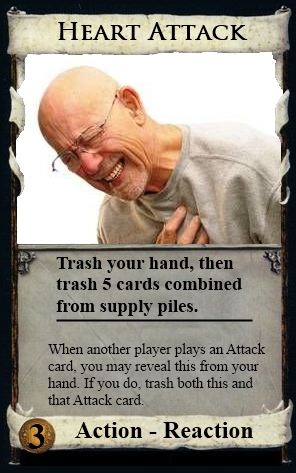 Heart Attack
Trash your hand, then
trash 5 cards combined
from supply piles.
When another player plays an Attack
card, you may reveal this from your
hand. If you do, trash both this and
that Attack card.
3 Action - Reaction